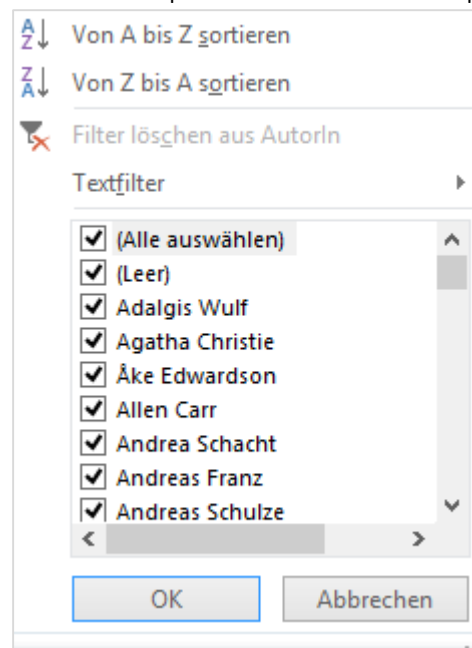 Von A bis Z sortieren
Von Z bis A sortieren
Filter löschen aus AutorIn
Textfilter
(Alle auswählen)
(Leer)
Adalgis Wulf
Agatha Christie
Åke Edwardson
Allen Carr
Andrea Schacht
Andreas Franz
Andreas Schulze
OK
Abbrechen